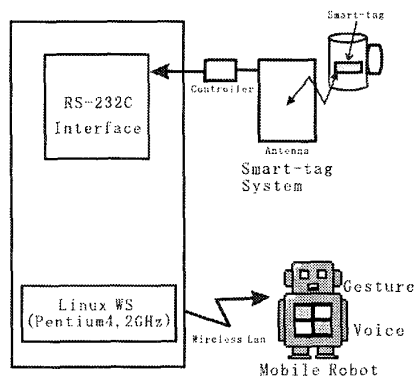 Smart-tag
RS-232C
Interface
Controller
Antenna
Smart-tag
System
Linux WS
(Pentium4,2GHz)
Wireless Lan
Gesture
Voice
Mobile Robot